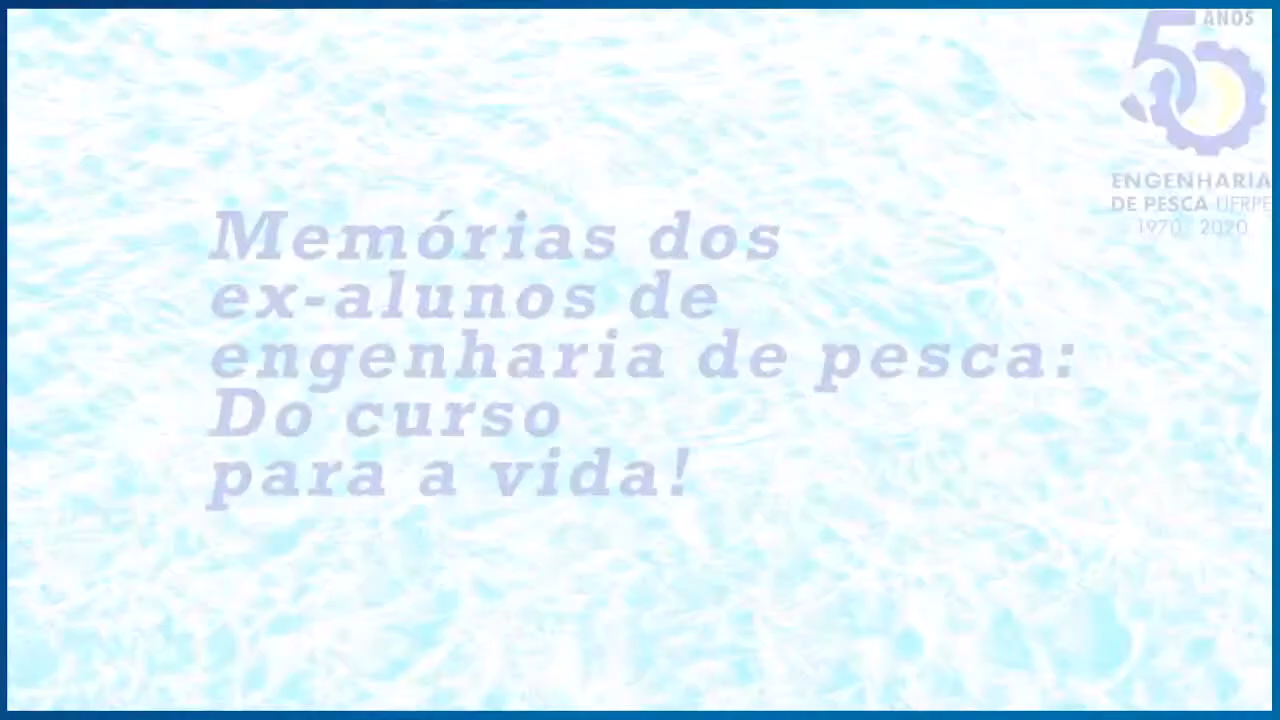 50 ANOS
ENGENHARIA
DE PESCA UFRPE
1970 2020
Memórias dos
ex-alunos de
engenharia de pesca:
Do curso
para a vida!